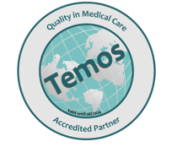 Quality in Medical Care
Temos
Accredited Partner